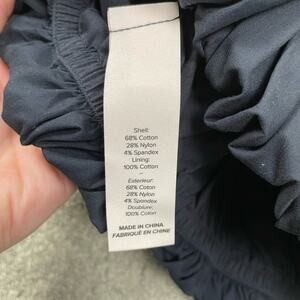 Shell:
68% Cotton
28% Nylon
4% Spandex
Lining:
100% Cotton
–
Exterieur:
68% Coton
28% Nylon
4% Spandex
Doublure:
100% Coton
MADE IN CHINA
FABRIQUÉ EN CHINE